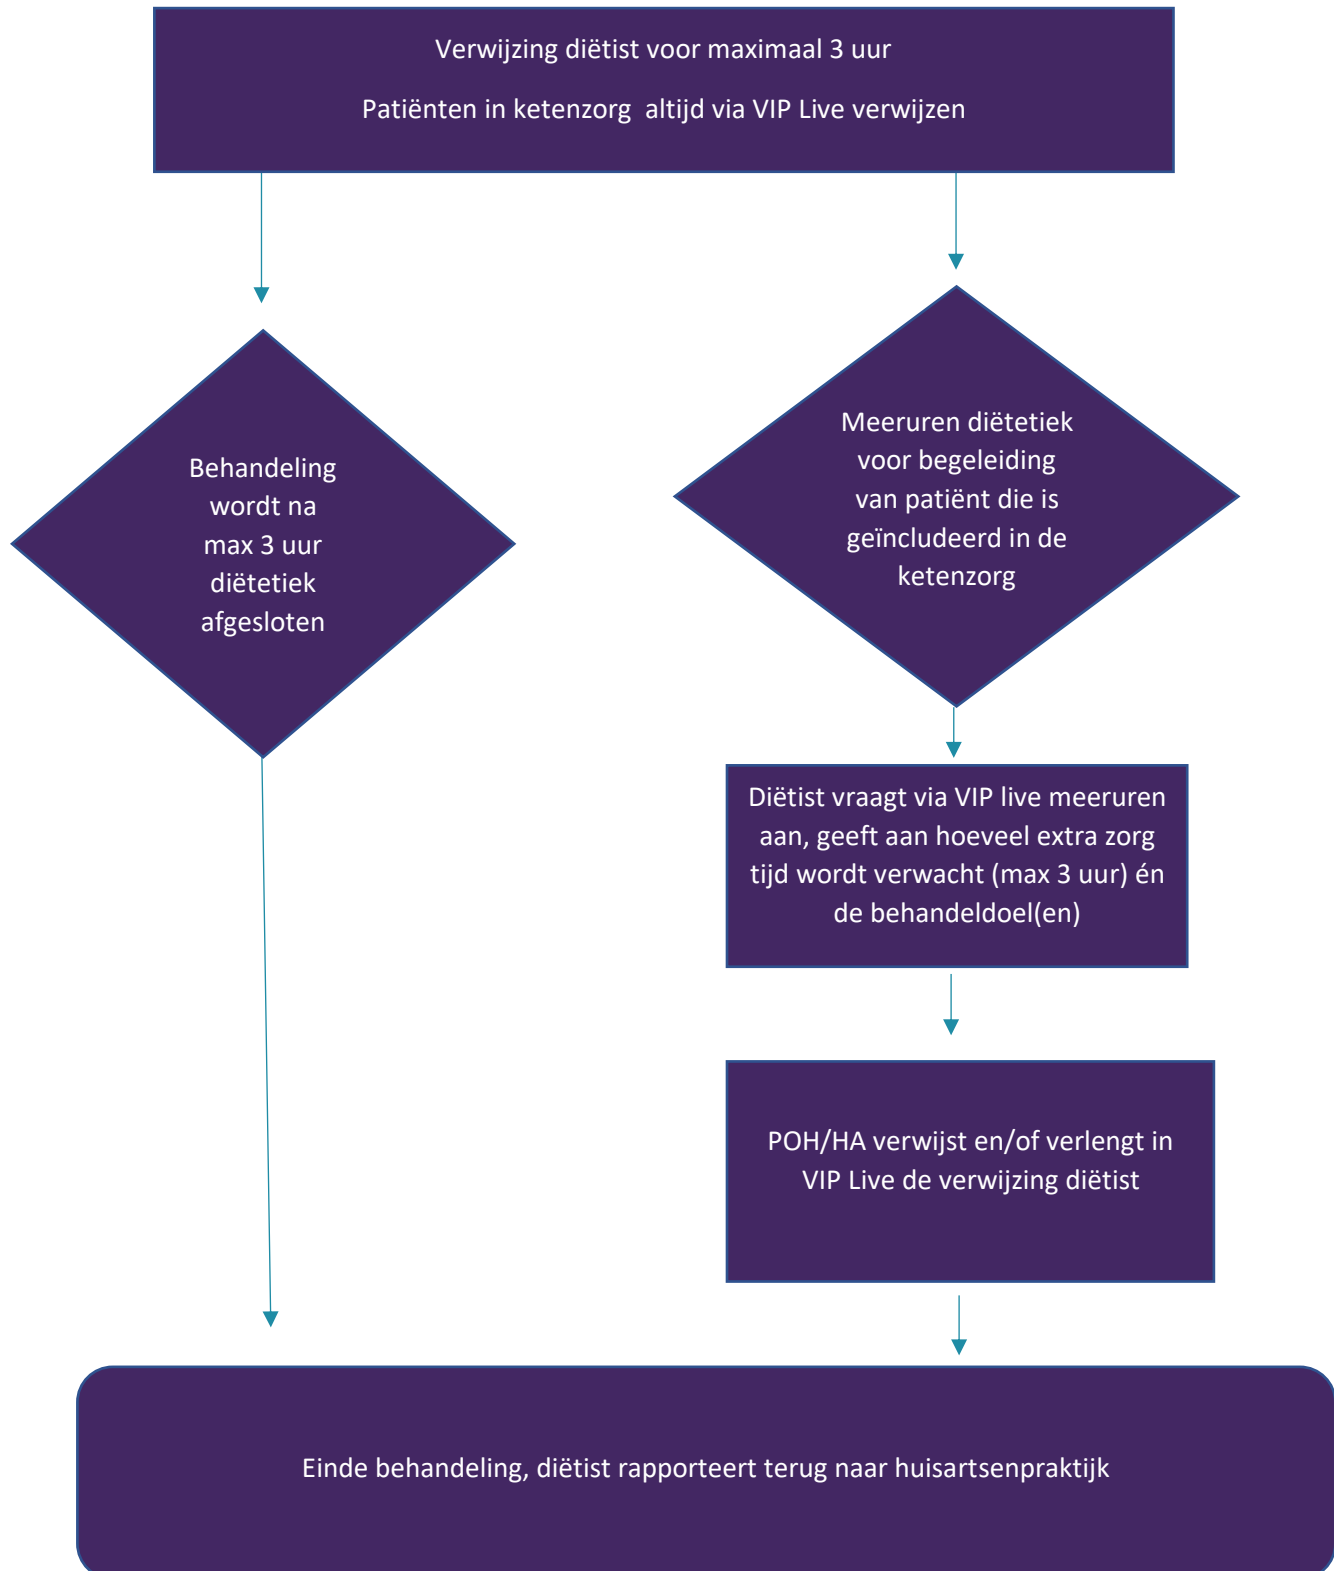 Verwijzing diëtist voor maximaal 3 uur
Patiënten in ketenzorg altijd via VIP Live verwijzen
Behandeling
wordt na
max 3 uur
diëtetiek
afgesloten
Meeruren diëtetiek
voor begeleiding
van patiënt die is
geïncludeerd in de
ketenzorg
Diëtist vraagt via VIP live meeruren
aan, geeft aan hoeveel extra zorg
tijd wordt verwacht (max 3 uur) én
de behandeldoel(en)
POH/HA verwijst en/of verlengt in
VIP Live de verwijzing diëtist
Einde behandeling, diëtist rapporteert terug naar huisartsenpraktijk